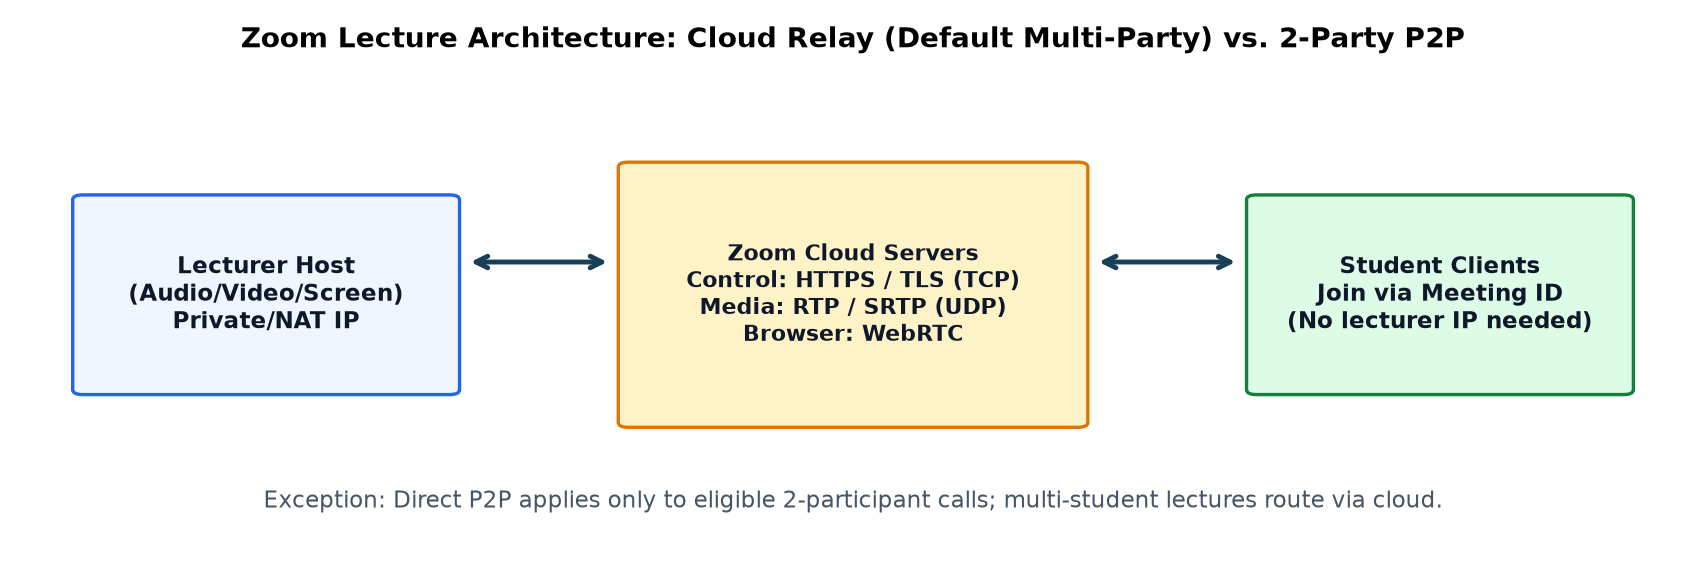 Zoom Lecture Architecture: Cloud Relay (Default Multi-Party) vs. 2-Party P2P
Lecturer Host
(Audio/Video/Screen)
Private/NAT IP
Zoom Cloud Servers
Control: HTTPS / TLS (TCP)
Media: RTP / SRTP (UDP)
Browser: WebRTC
Student Clients
Join via Meeting ID
(No lecturer IP needed)
Exception: Direct P2P applies only to eligible 2-participant calls; multi-student lectures route via cloud.